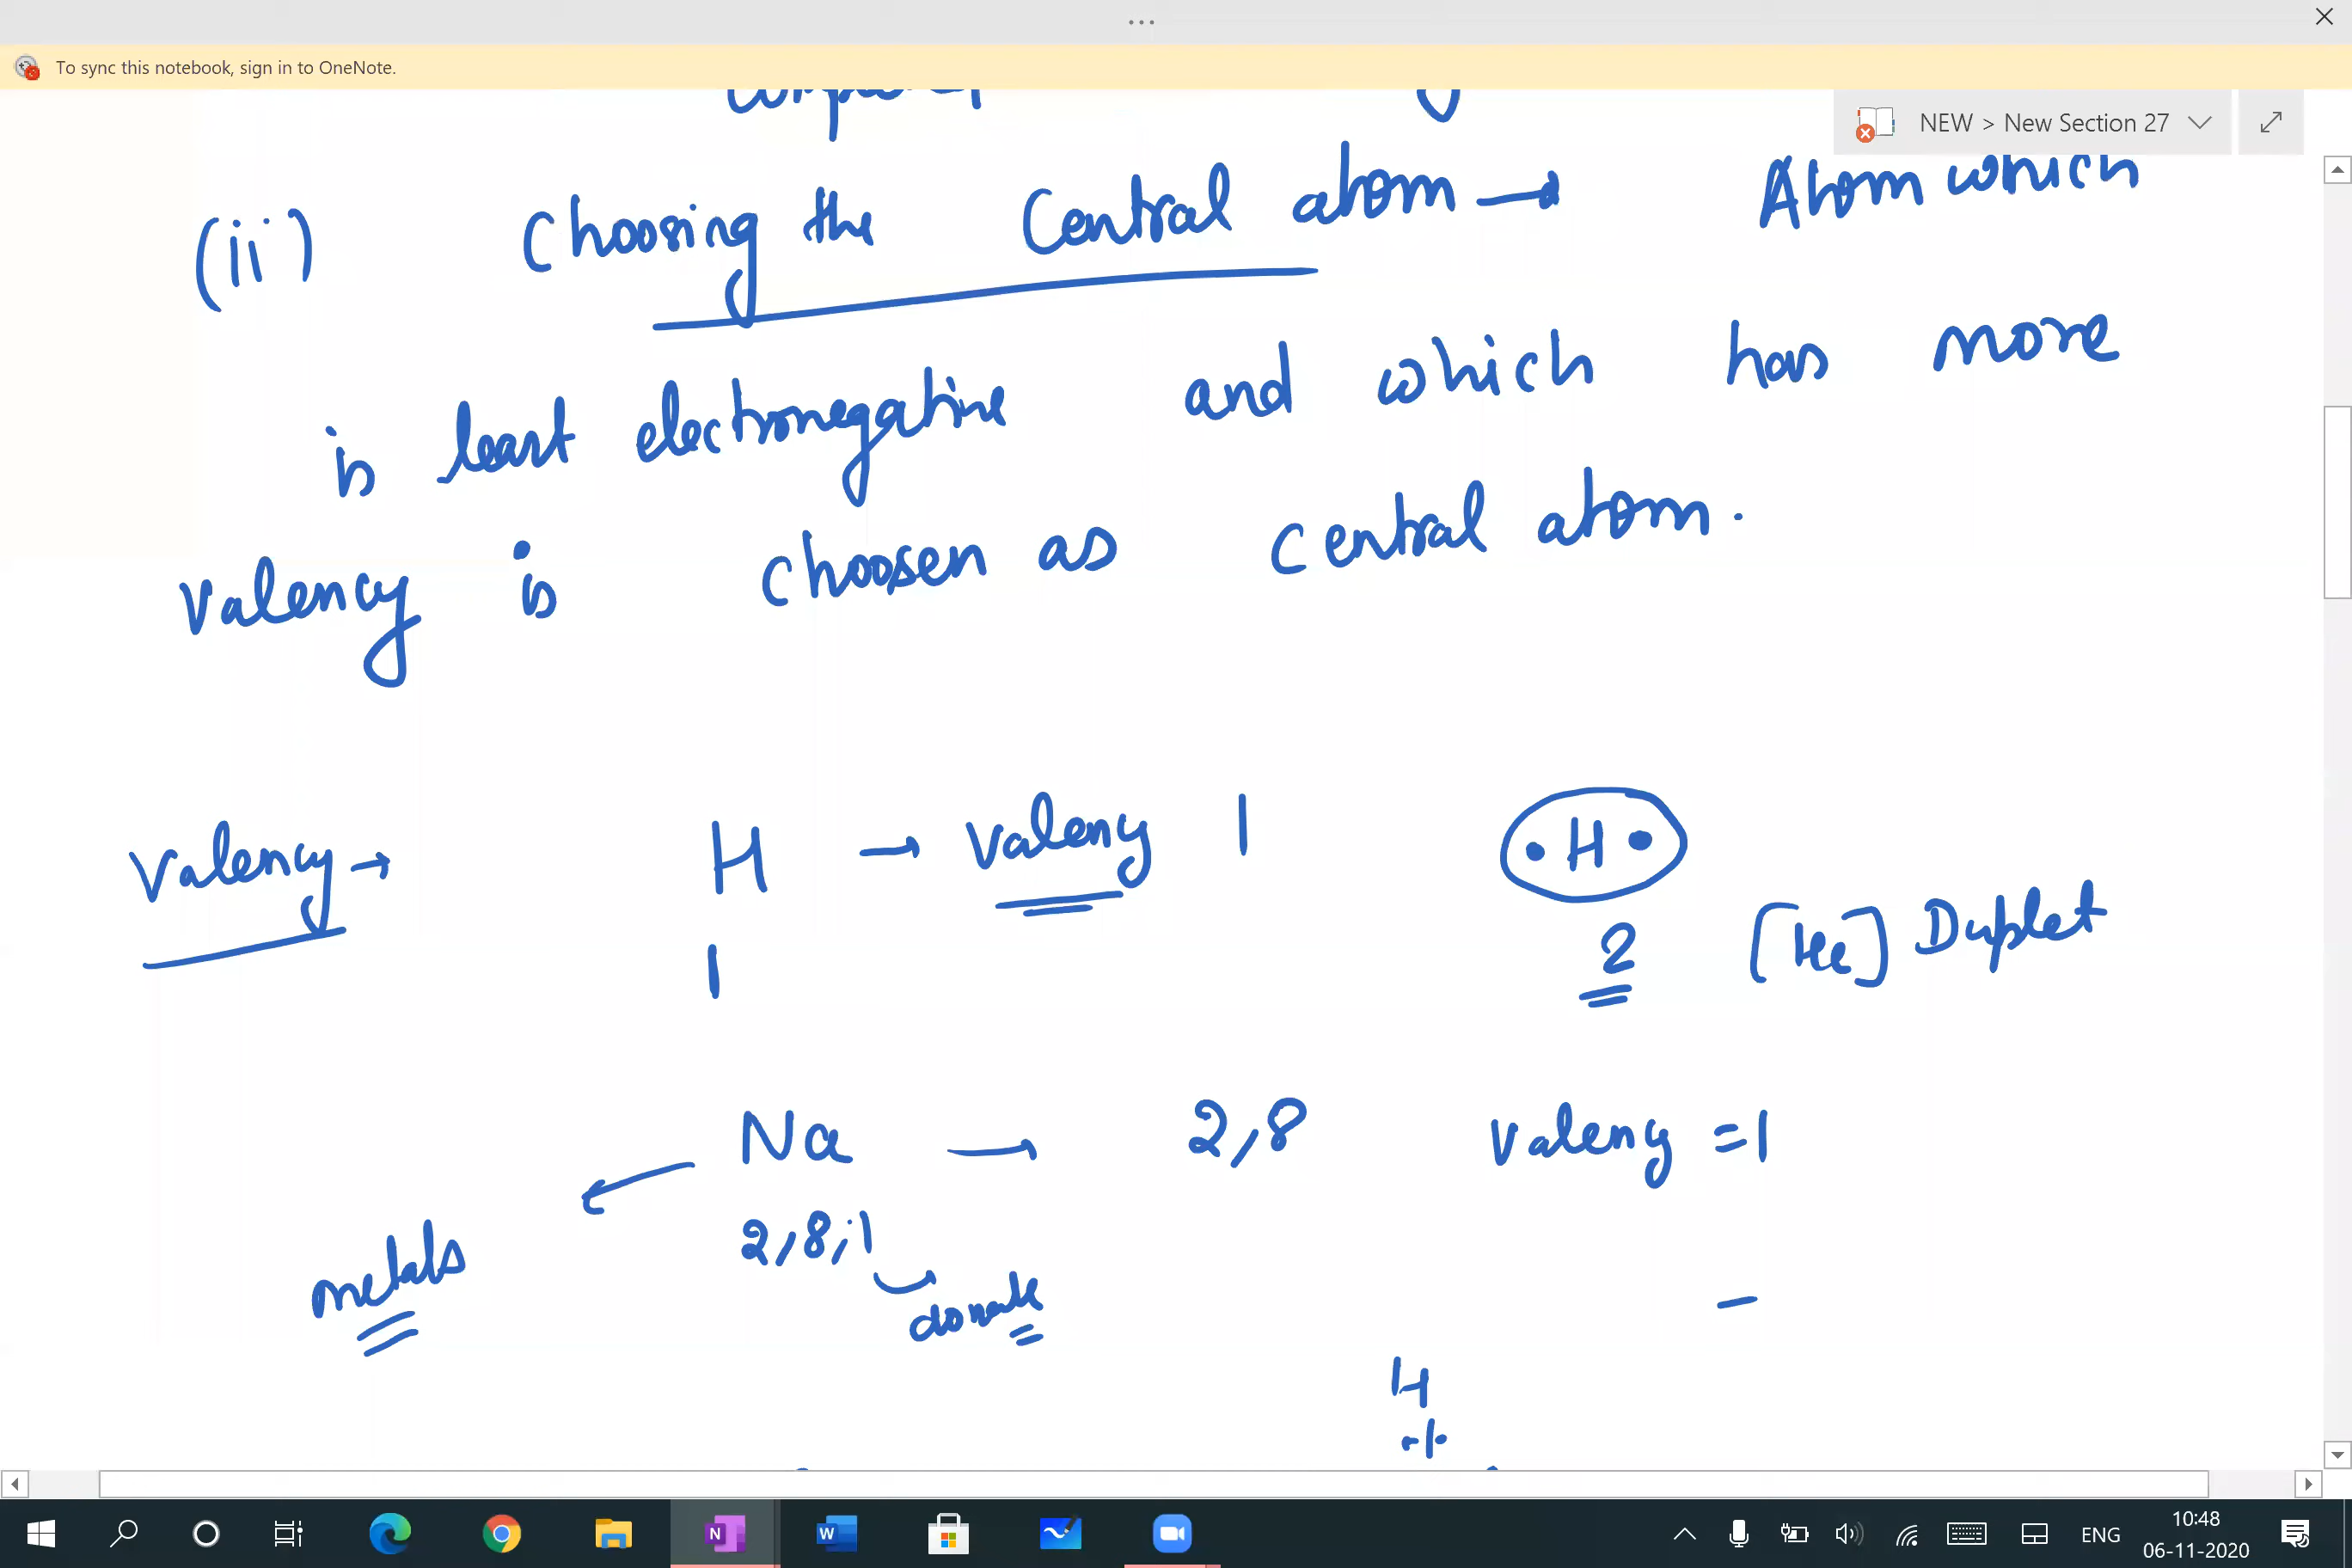 To sync this notebook, sign in to OneNote.
NEW > New Section 27
(ii) Choosing the Central atom → Atom which
is least electronegative and which has more
valency is choosen as central atom.
Valency → H → Valency 1 • H •
1 2 [He] Duplet
Na → 2,8 Valeny = 1
metals 2,8,1
donate
–
H
ENG
10:48
06-11-2020